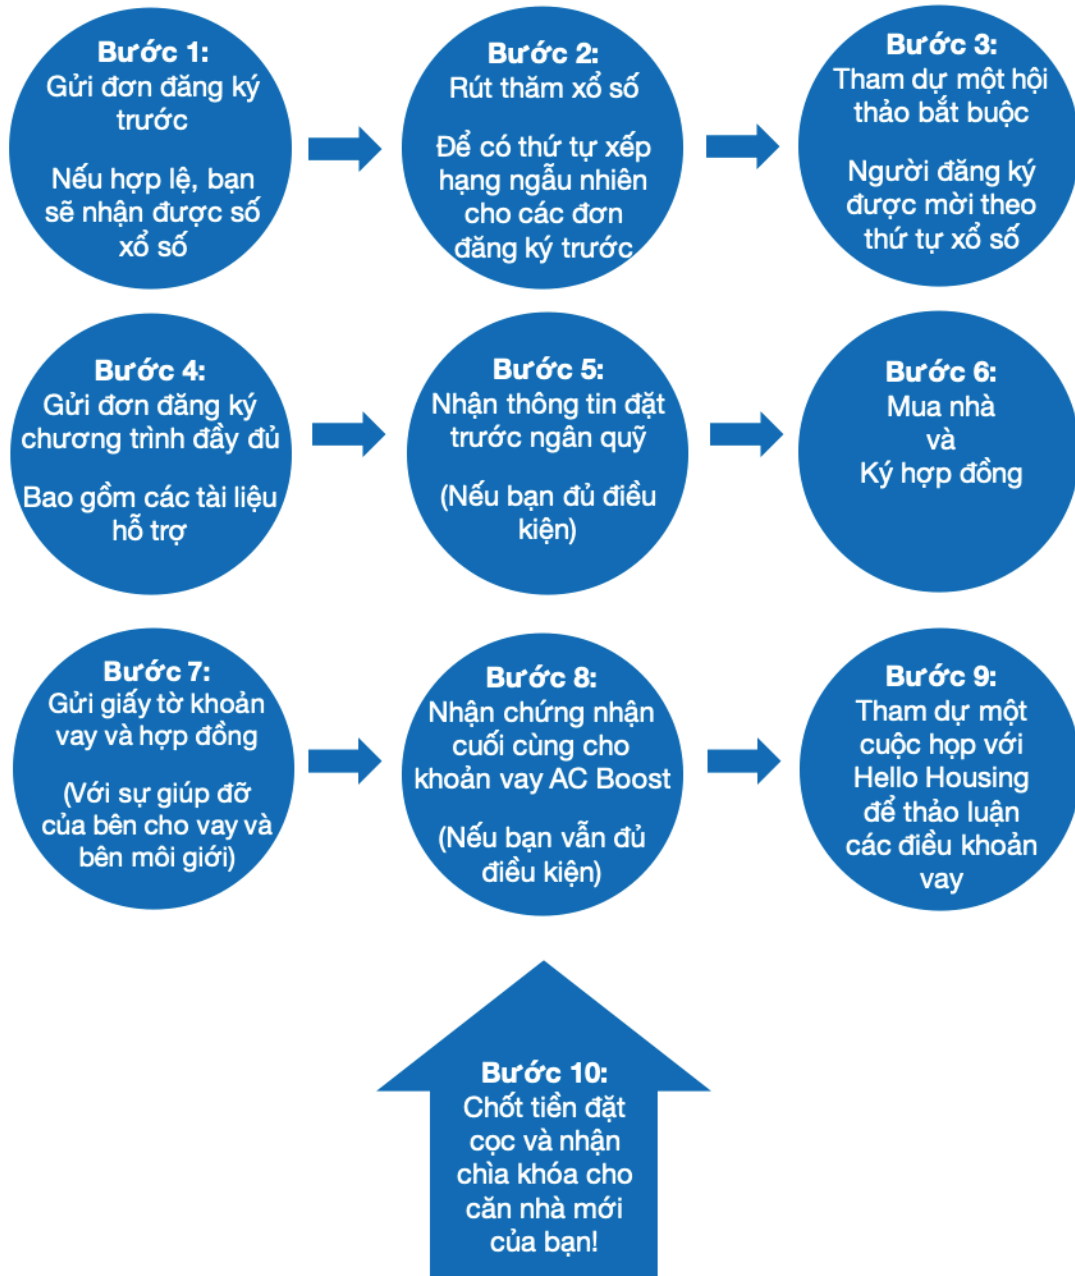 Bước 1:
Gửi đơn đăng ký
trước
Nếu hợp lệ, bạn
sẽ nhận được số
xổ số
Bước 2:
Rút thăm xổ số
Để có thứ tự xếp
hạng ngẫu nhiên
cho các đơn
đăng ký trước
Bước 3:
Tham dự một hội
thảo bắt buộc
Người đăng ký
được mời theo
thứ tự xổ số
Bước 4:
Gửi đơn đăng ký
chương trình đầy đủ
Bao gồm các tài liệu
hỗ trợ
Bước 5:
Nhận thông tin đặt
trước ngân quỹ
(Nếu bạn đủ điều
kiện)
Bước 6:
Mua nhà
và
Ký hợp đồng
Bước 7:
Gửi giấy tờ khoản
vay và hợp đồng
(Với sự giúp đỡ
của bên cho vay và
bên môi giới)
Bước 8:
Nhận chứng nhận
cuối cùng cho
khoản vay AC Boost
(Nếu bạn vẫn đủ
điều kiện)
Bước 9:
Tham dự một
cuộc họp với
Hello Housing
để thảo luận
các điều khoản
vay
Bước 10:
Chốt tiền đặt
cọc và nhận
chìa khóa cho
căn nhà mới
của bạn!